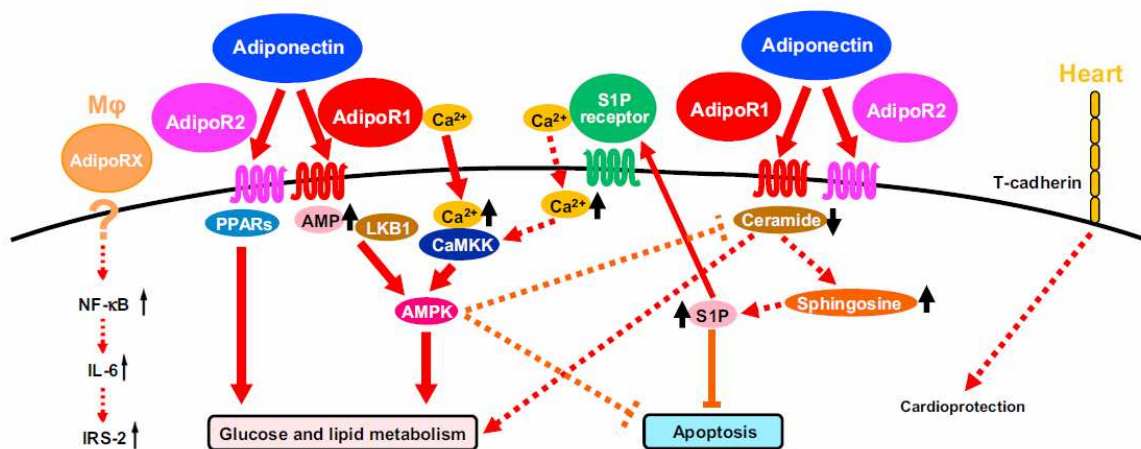 Adiponectin
Adiponectin
Heart
Mφ
AdipoR2
AdipoR1
Ca2+
Ca2+
S1P
receptor
AdipoR1
AdipoR2
AdipoRX
?
T-cadherin
PPARs
AMP
LKB1
Ca2+
CaMKK
Ca2+
Ceramide
NF-κB
AMPK
S1P
Sphingosine
IL-6
IRS-2
Glucose and lipid metabolism
Apoptosis
Cardioprotection